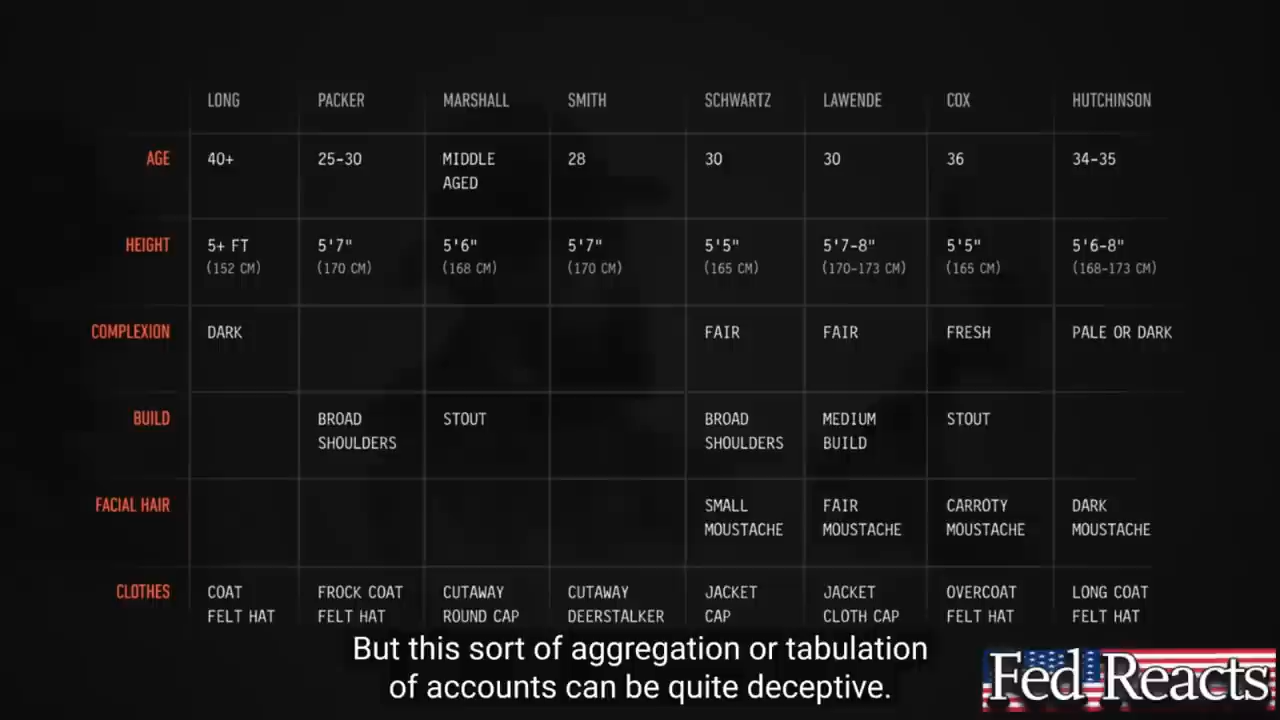 LONG PACKER MARSHALL SMITH SCHWARTZ LAWENDE COX HUTCHINSON
AGE 40+ 25-30 MIDDLE AGED 28 30 30 36 34-35
HEIGHT 5+ FT 5'7" 5'6" 5'7" 5'5" 5'7-8" 5'5" 5'6-8"
(152 CM) (170 CM) (168 CM) (170 CM) (165 CM) (170-173 CM) (165 CM) (168-173 CM)
COMPLEXION DARK FAIR FAIR FRESH PALE OR DARK
BUILD BROAD STOUT BROAD MEDIUM STOUT
SHOULDERS SHOULDERS BUILD
FACIAL HAIR SMALL FAIR CARROTY DARK
MOUSTACHE MOUSTACHE MOUSTACHE MOUSTACHE
CLOTHES COAT FROCK COAT CUTAWAY CUTAWAY JACKET JACKET OVERCOAT LONG COAT
FELT HAT FELT HAT ROUND CAP DEERSTALKER CAP CLOTH CAP FELT HAT FELT HAT
But this sort of aggregation or tabulation
of accounts can be quite deceptive.
Fed Reacts